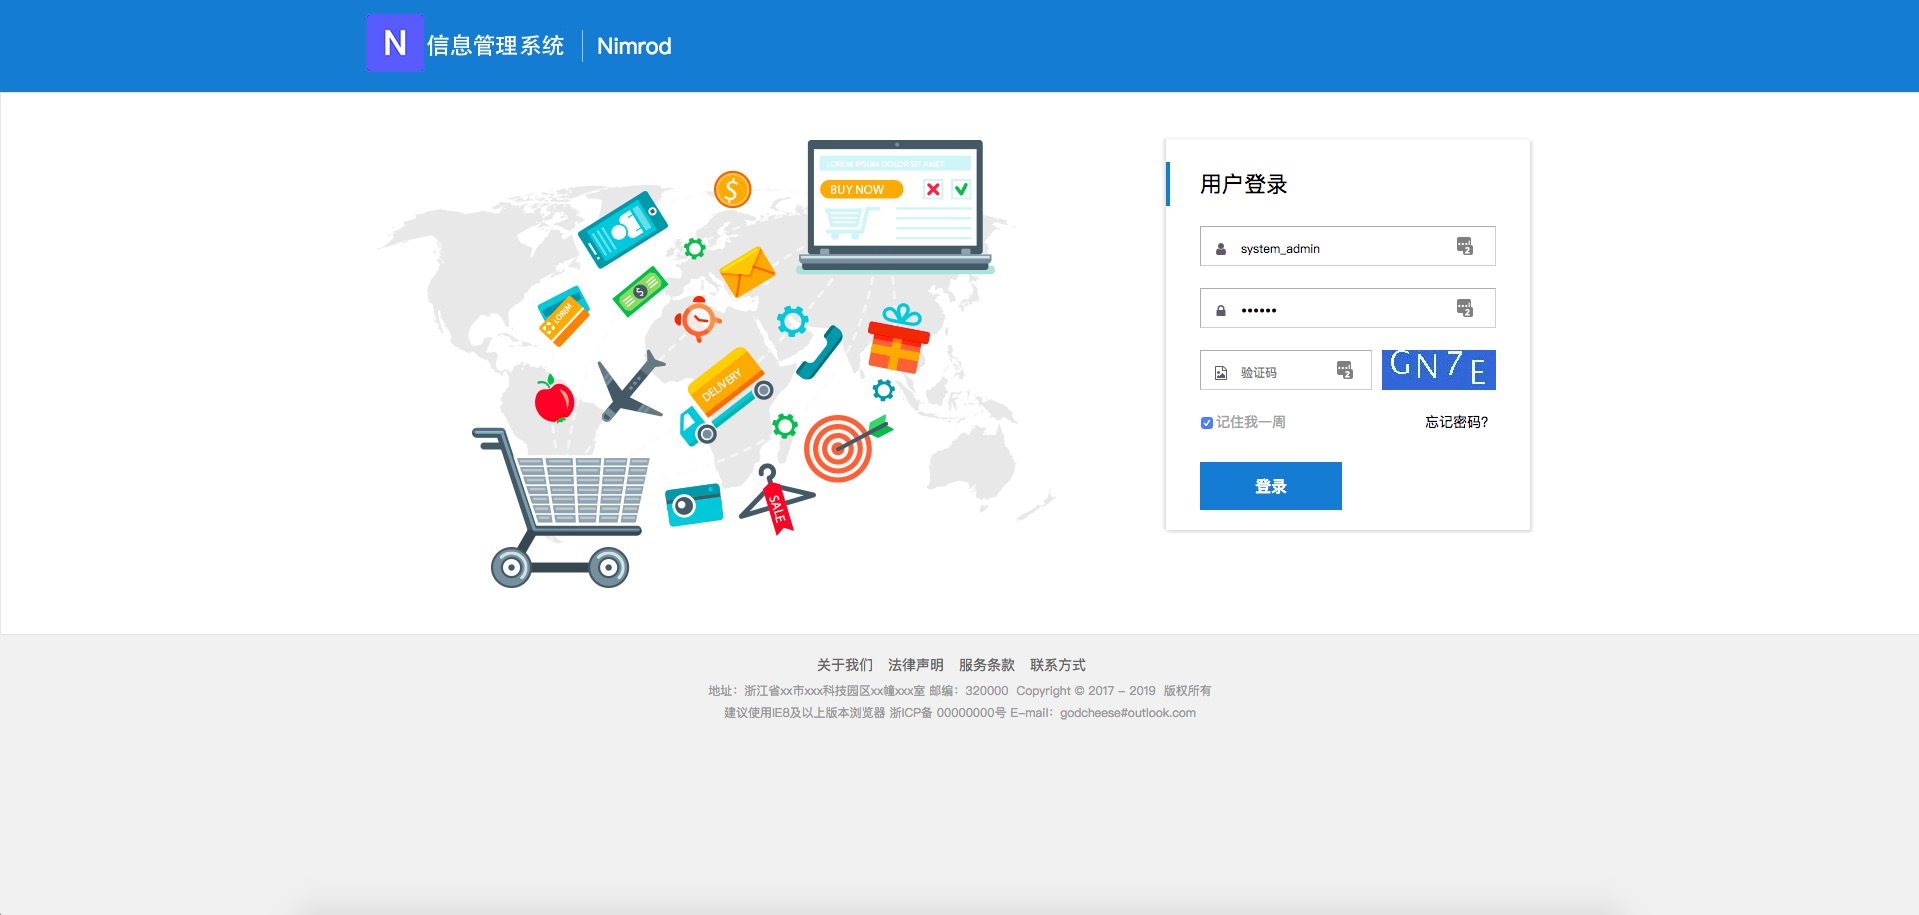 N 信息管理系统 Nimrod
LOREM IPSUM DOLOR SIT AMET
BUY NOW
LOREM
DELIVERY
SALE
用户登录
system_admin
••••••
验证码 GN7E
记住我一周 忘记密码?
登录
关于我们 法律声明 服务条款 联系方式
地址：浙江省xx市xxx科技园区xx幢xxx室 邮编：320000 Copyright © 2017 - 2019 版权所有
建议使用IE8及以上版本浏览器 浙ICP备 00000000号 E-mail：godcheese#outlook.com